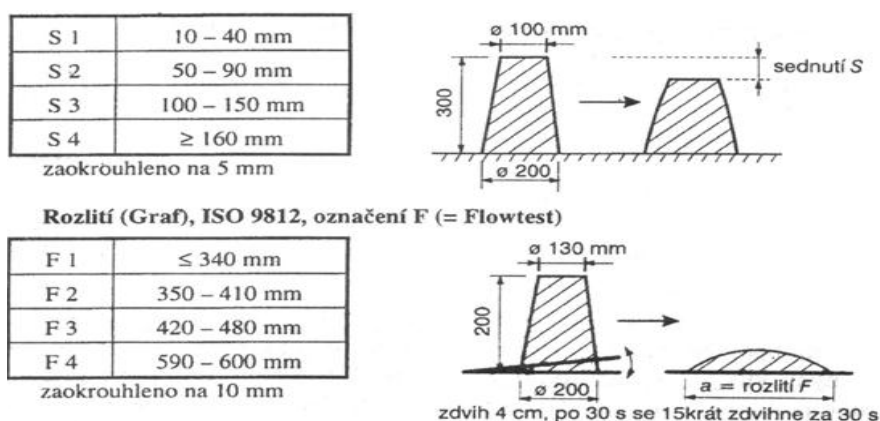 S 1 10 – 40 mm
S 2 50 – 90 mm
S 3 100 – 150 mm
S 4 ≥ 160 mm
zaokrouhleno na 5 mm
ø 100 mm
300
ø 200
sednutí S
Rozlití (Graf), ISO 9812, označení F (= Flowtest)
F 1 ≤ 340 mm
F 2 350 – 410 mm
F 3 420 – 480 mm
F 4 590 – 600 mm
zaokrouhleno na 10 mm
ø 130 mm
200
ø 200
a = rozlití F
zdvih 4 cm, po 30 s se 15krát zdvihne za 30 s